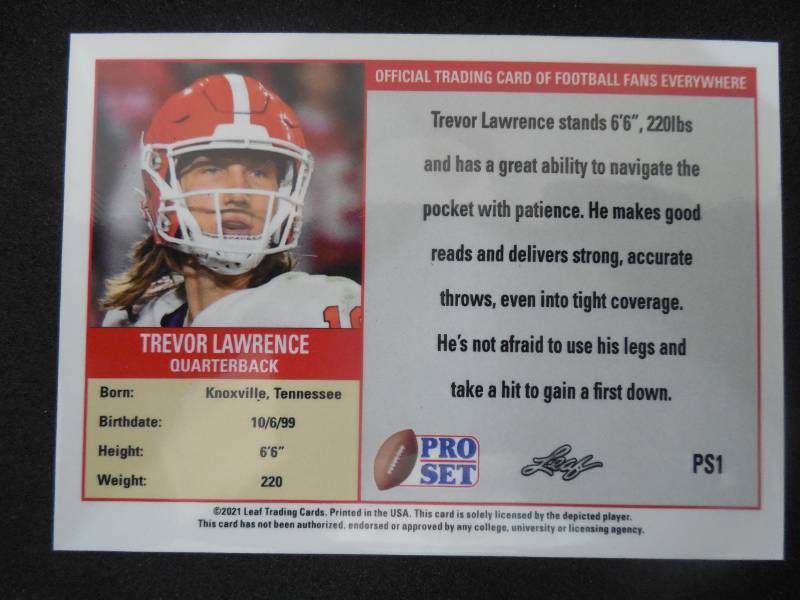 OFFICIAL TRADING CARD OF FOOTBALL FANS EVERYWHERE
Trevor Lawrence stands 6'6", 220lbs
and has a great ability to navigate the
pocket with patience. He makes good
reads and delivers strong, accurate
throws, even into tight coverage.
He's not afraid to use his legs and
take a hit to gain a first down.
TREVOR LAWRENCE
QUARTERBACK
Born: Knoxville, Tennessee
Birthdate: 10/6/99
Height: 6'6"
Weight: 220
PRO
SET
Leaf
PS1
©2021 Leaf Trading Cards. Printed in the USA. This card is solely licensed by the depicted player.
This card has not been authorized, endorsed or approved by any college, university or licensing agency.